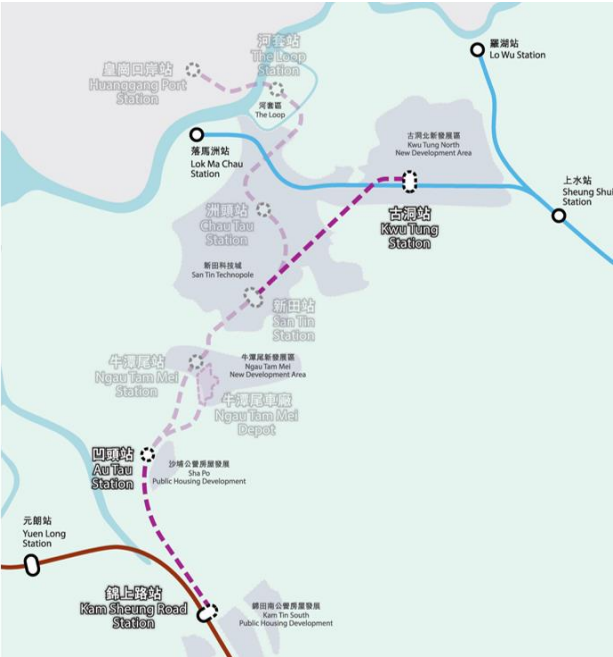 羅湖站
Lo Wu Station
河套站
The Loop
Station
皇崗口岸站
Huanggang Port
Station
河套區
The Loop
落馬洲站
Lok Ma Chau
Station
古洞北新發展區
Kwu Tung North
New Development Area
上水站
Sheung Shui
Station
洲頭站
Chau Tau
Station
古洞站
Kwu Tung
Station
新田科技城
San Tin Technopole
新田站
San Tin
Station
牛潭尾站
Ngau Tam Mei
Station
牛潭尾新發展區
Ngau Tam Mei
New Development Area
牛潭尾車廠
Ngau Tam Mei
Depot
凹頭站
Au Tau
Station
沙埔公營房屋發展
Sha Po
Public Housing Development
元朗站
Yuen Long
Station
錦上路站
Kam Sheung Road
Station
錦田南公營房屋發展
Kam Tin South
Public Housing Development